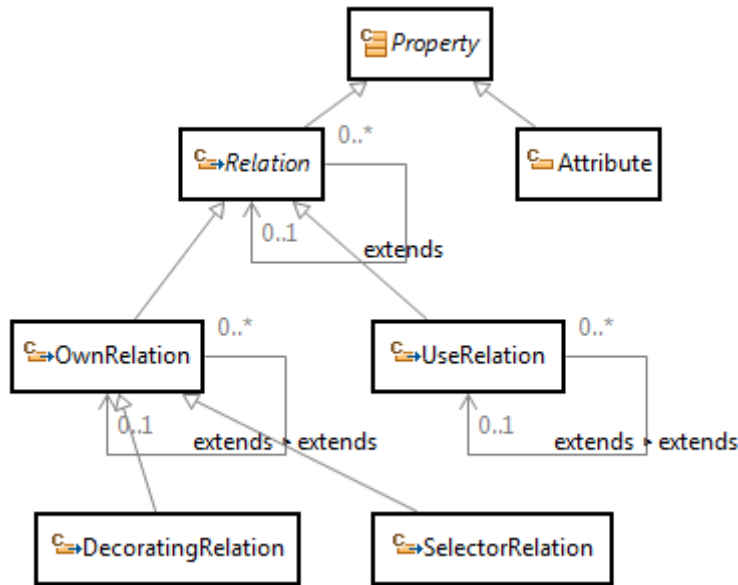 Property
0..*
Relation
Attribute
0..1
extends
0..*
0..*
OwnRelation
UseRelation
0..1
0..1
extends ▸ extends
extends ▸ extends
DecoratingRelation
SelectorRelation